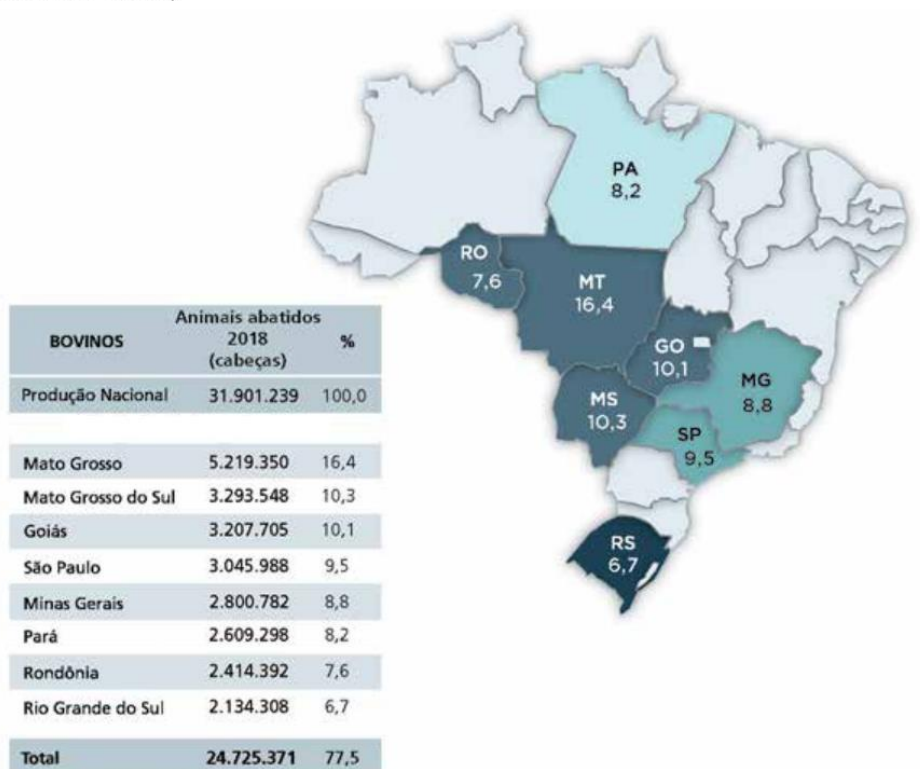 PA
8,2
RO
7,6
MT
16,4
GO
10,1
MG
8,8
MS
10,3
SP
9,5
RS
6,7
BOVINOS Animais abatidos 2018 (cabeças) %
Produção Nacional 31.901.239 100,0
Mato Grosso 5.219.350 16,4
Mato Grosso do Sul 3.293.548 10,3
Goiás 3.207.705 10,1
São Paulo 3.045.988 9,5
Minas Gerais 2.800.782 8,8
Pará 2.609.298 8,2
Rondônia 2.414.392 7,6
Rio Grande do Sul 2.134.308 6,7
Total 24.725.371 77,5